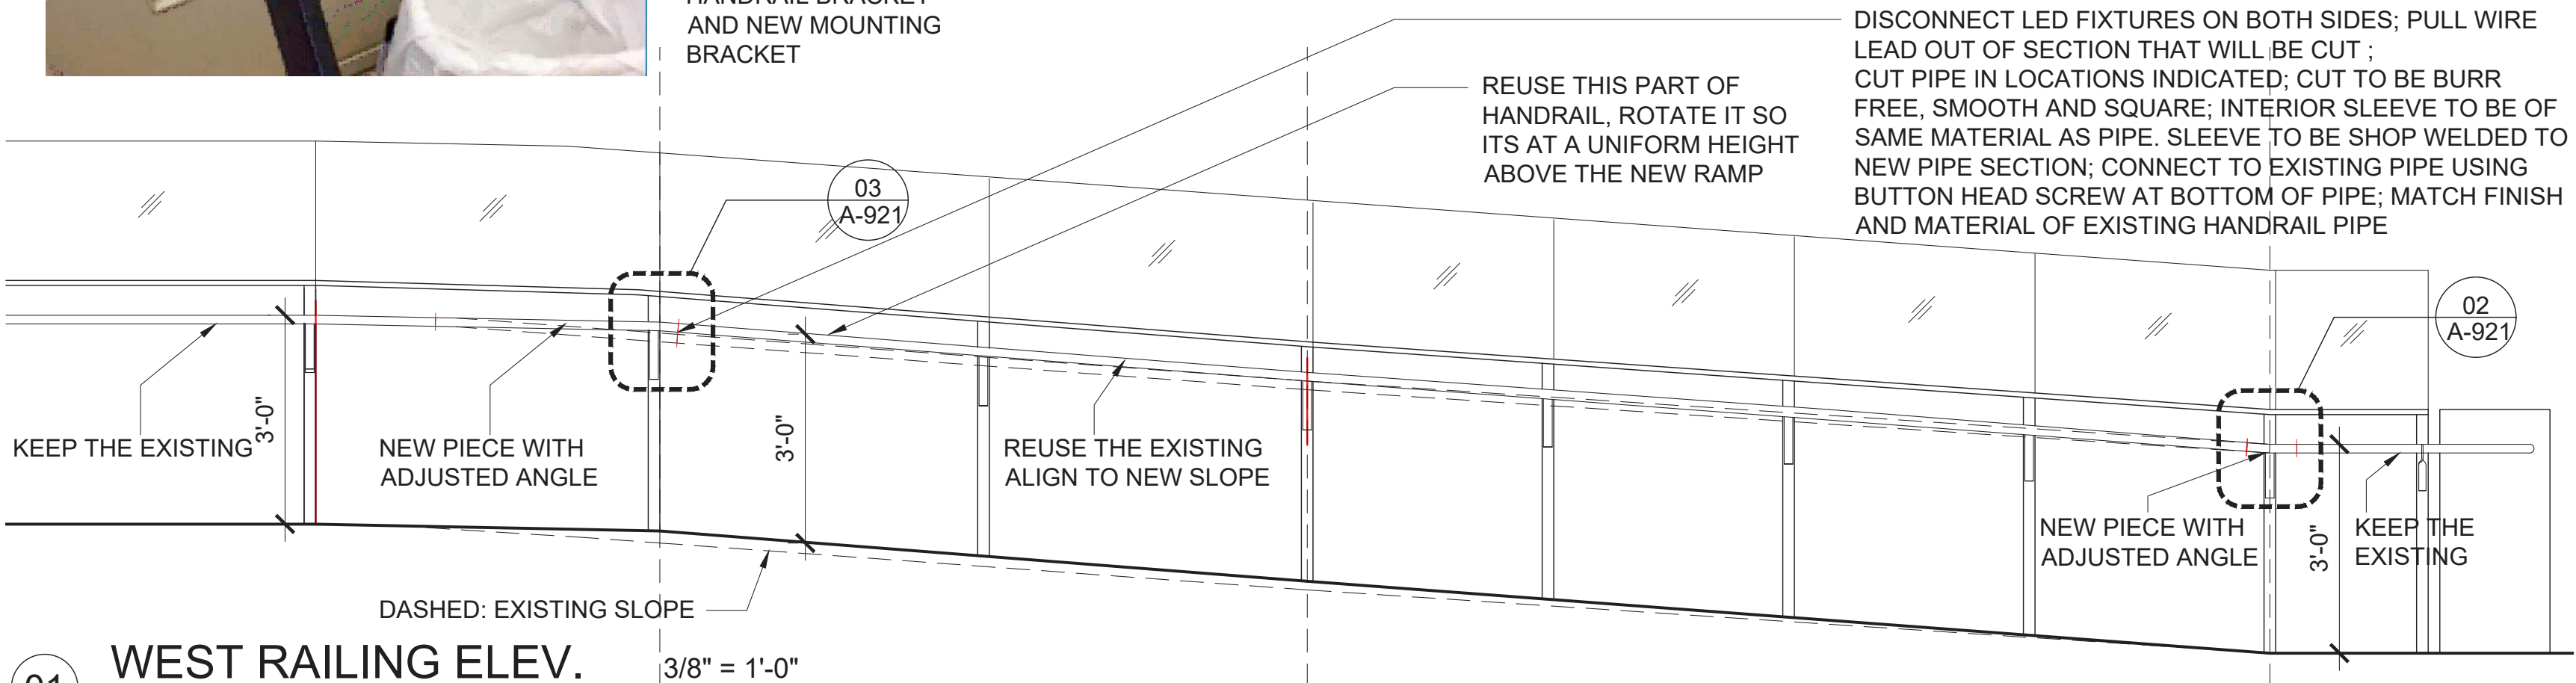 HANDRAIL BRACKET
AND NEW MOUNTING
BRACKET
DISCONNECT LED FIXTURES ON BOTH SIDES; PULL WIRE
LEAD OUT OF SECTION THAT WILL BE CUT ;
CUT PIPE IN LOCATIONS INDICATED; CUT TO BE BURR
FREE, SMOOTH AND SQUARE; INTERIOR SLEEVE TO BE OF
SAME MATERIAL AS PIPE. SLEEVE TO BE SHOP WELDED TO
NEW PIPE SECTION; CONNECT TO EXISTING PIPE USING
BUTTON HEAD SCREW AT BOTTOM OF PIPE; MATCH FINISH
AND MATERIAL OF EXISTING HANDRAIL PIPE
REUSE THIS PART OF
HANDRAIL, ROTATE IT SO
ITS AT A UNIFORM HEIGHT
ABOVE THE NEW RAMP
03
A-921
02
A-921
KEEP THE EXISTING
3'-0"
NEW PIECE WITH
ADJUSTED ANGLE
3'-0"
REUSE THE EXISTING
ALIGN TO NEW SLOPE
NEW PIECE WITH
ADJUSTED ANGLE
3'-0"
KEEP THE
EXISTING
DASHED: EXISTING SLOPE
01
WEST RAILING ELEV.
3/8" = 1'-0"